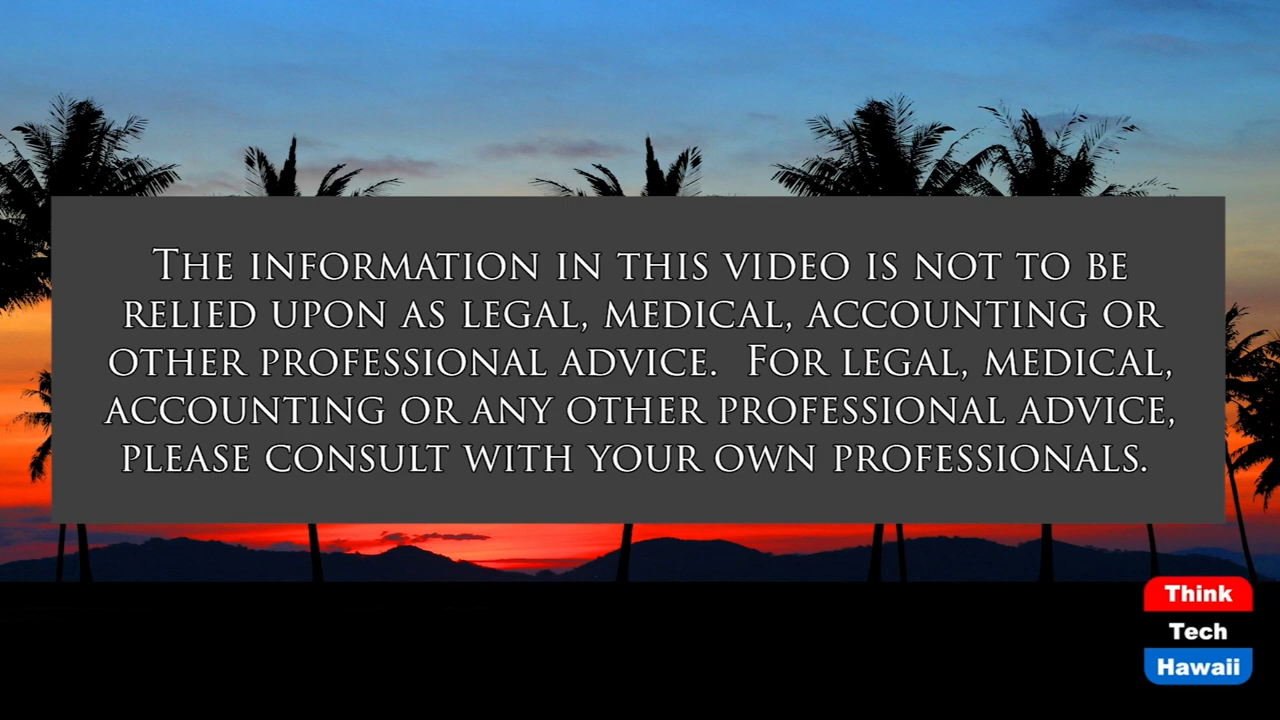 The information in this video is not to be
relied upon as legal, medical, accounting or
other professional advice.  For legal, medical,
accounting or any other professional advice,
please consult with your own professionals.
Think
Tech
Hawaii